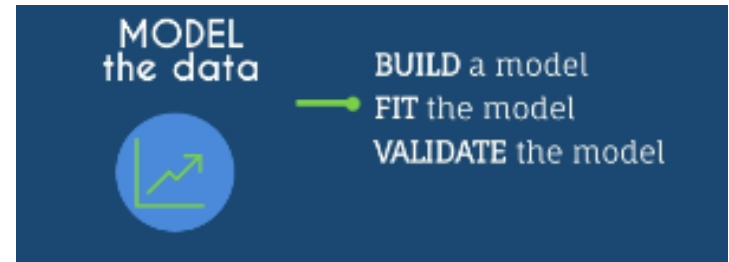 MODEL
the data
BUILD a model
FIT the model
VALIDATE the model